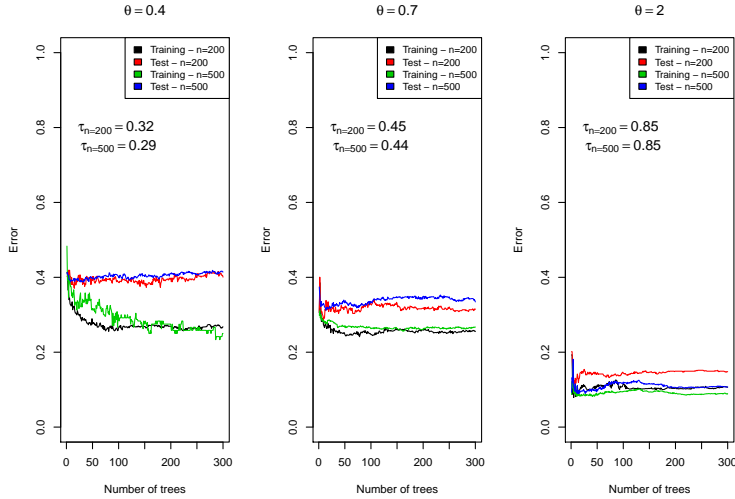 θ = 0.4
Training − n=200
Test − n=200
Training − n=500
Test − n=500
τn=200 = 0.32
τn=500 = 0.29
Error
0.0 0.2 0.4 0.6 0.8 1.0
0 50 100 200 300
Number of trees
θ = 0.7
Training − n=200
Test − n=200
Training − n=500
Test − n=500
τn=200 = 0.45
τn=500 = 0.44
Error
0.0 0.2 0.4 0.6 0.8 1.0
0 50 100 200 300
Number of trees
θ = 2
Training − n=200
Test − n=200
Training − n=500
Test − n=500
τn=200 = 0.85
τn=500 = 0.85
Error
0.0 0.2 0.4 0.6 0.8 1.0
0 50 100 200 300
Number of trees